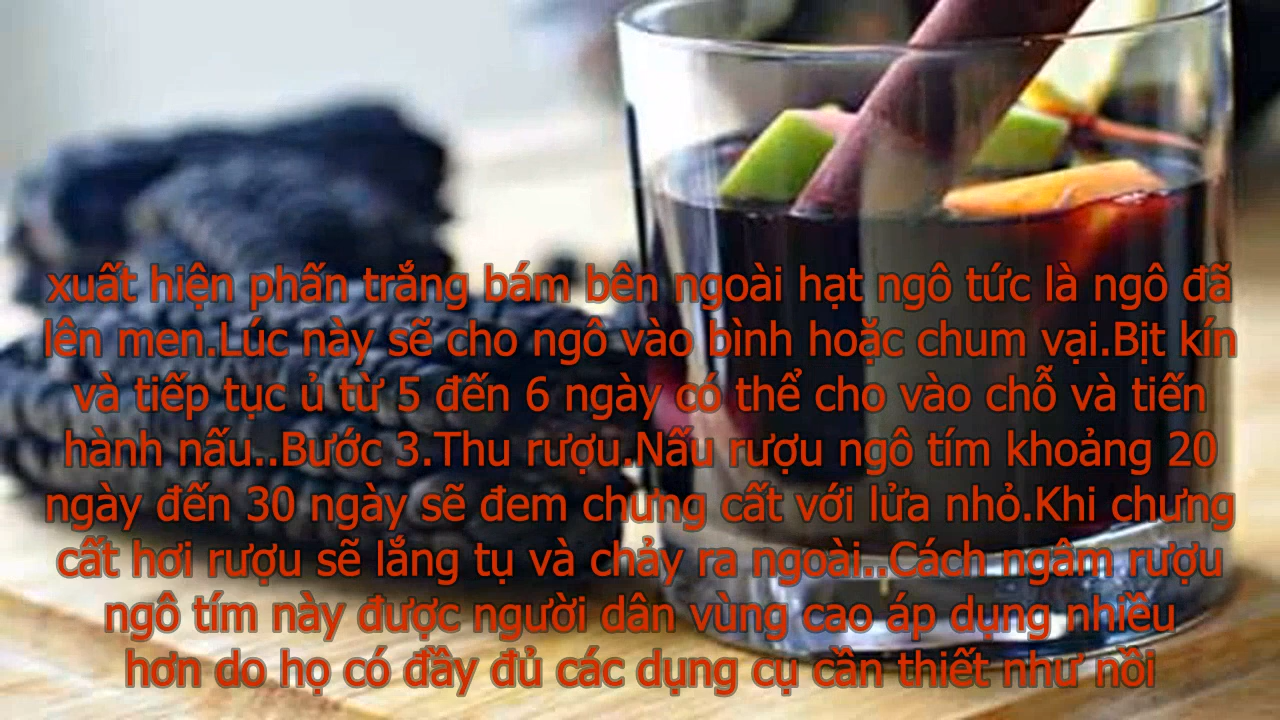 xuất hiện phấn trắng bám bên ngoài hạt ngô tức là ngô đã
lên men.Lúc này sẽ cho ngô vào bình hoặc chum vại.Bịt kín
và tiếp tục ủ từ 5 đến 6 ngày có thể cho vào chỗ và tiến
hành nấu..Bước 3.Thu rượu.Nấu rượu ngô tím khoảng 20
ngày đến 30 ngày sẽ đem chưng cất với lửa nhỏ.Khi chưng
cất hơi rượu sẽ lắng tụ và chảy ra ngoài..Cách ngâm rượu
ngô tím này được người dân vùng cao áp dụng nhiều
hơn do họ có đầy đủ các dụng cụ cần thiết như nồi